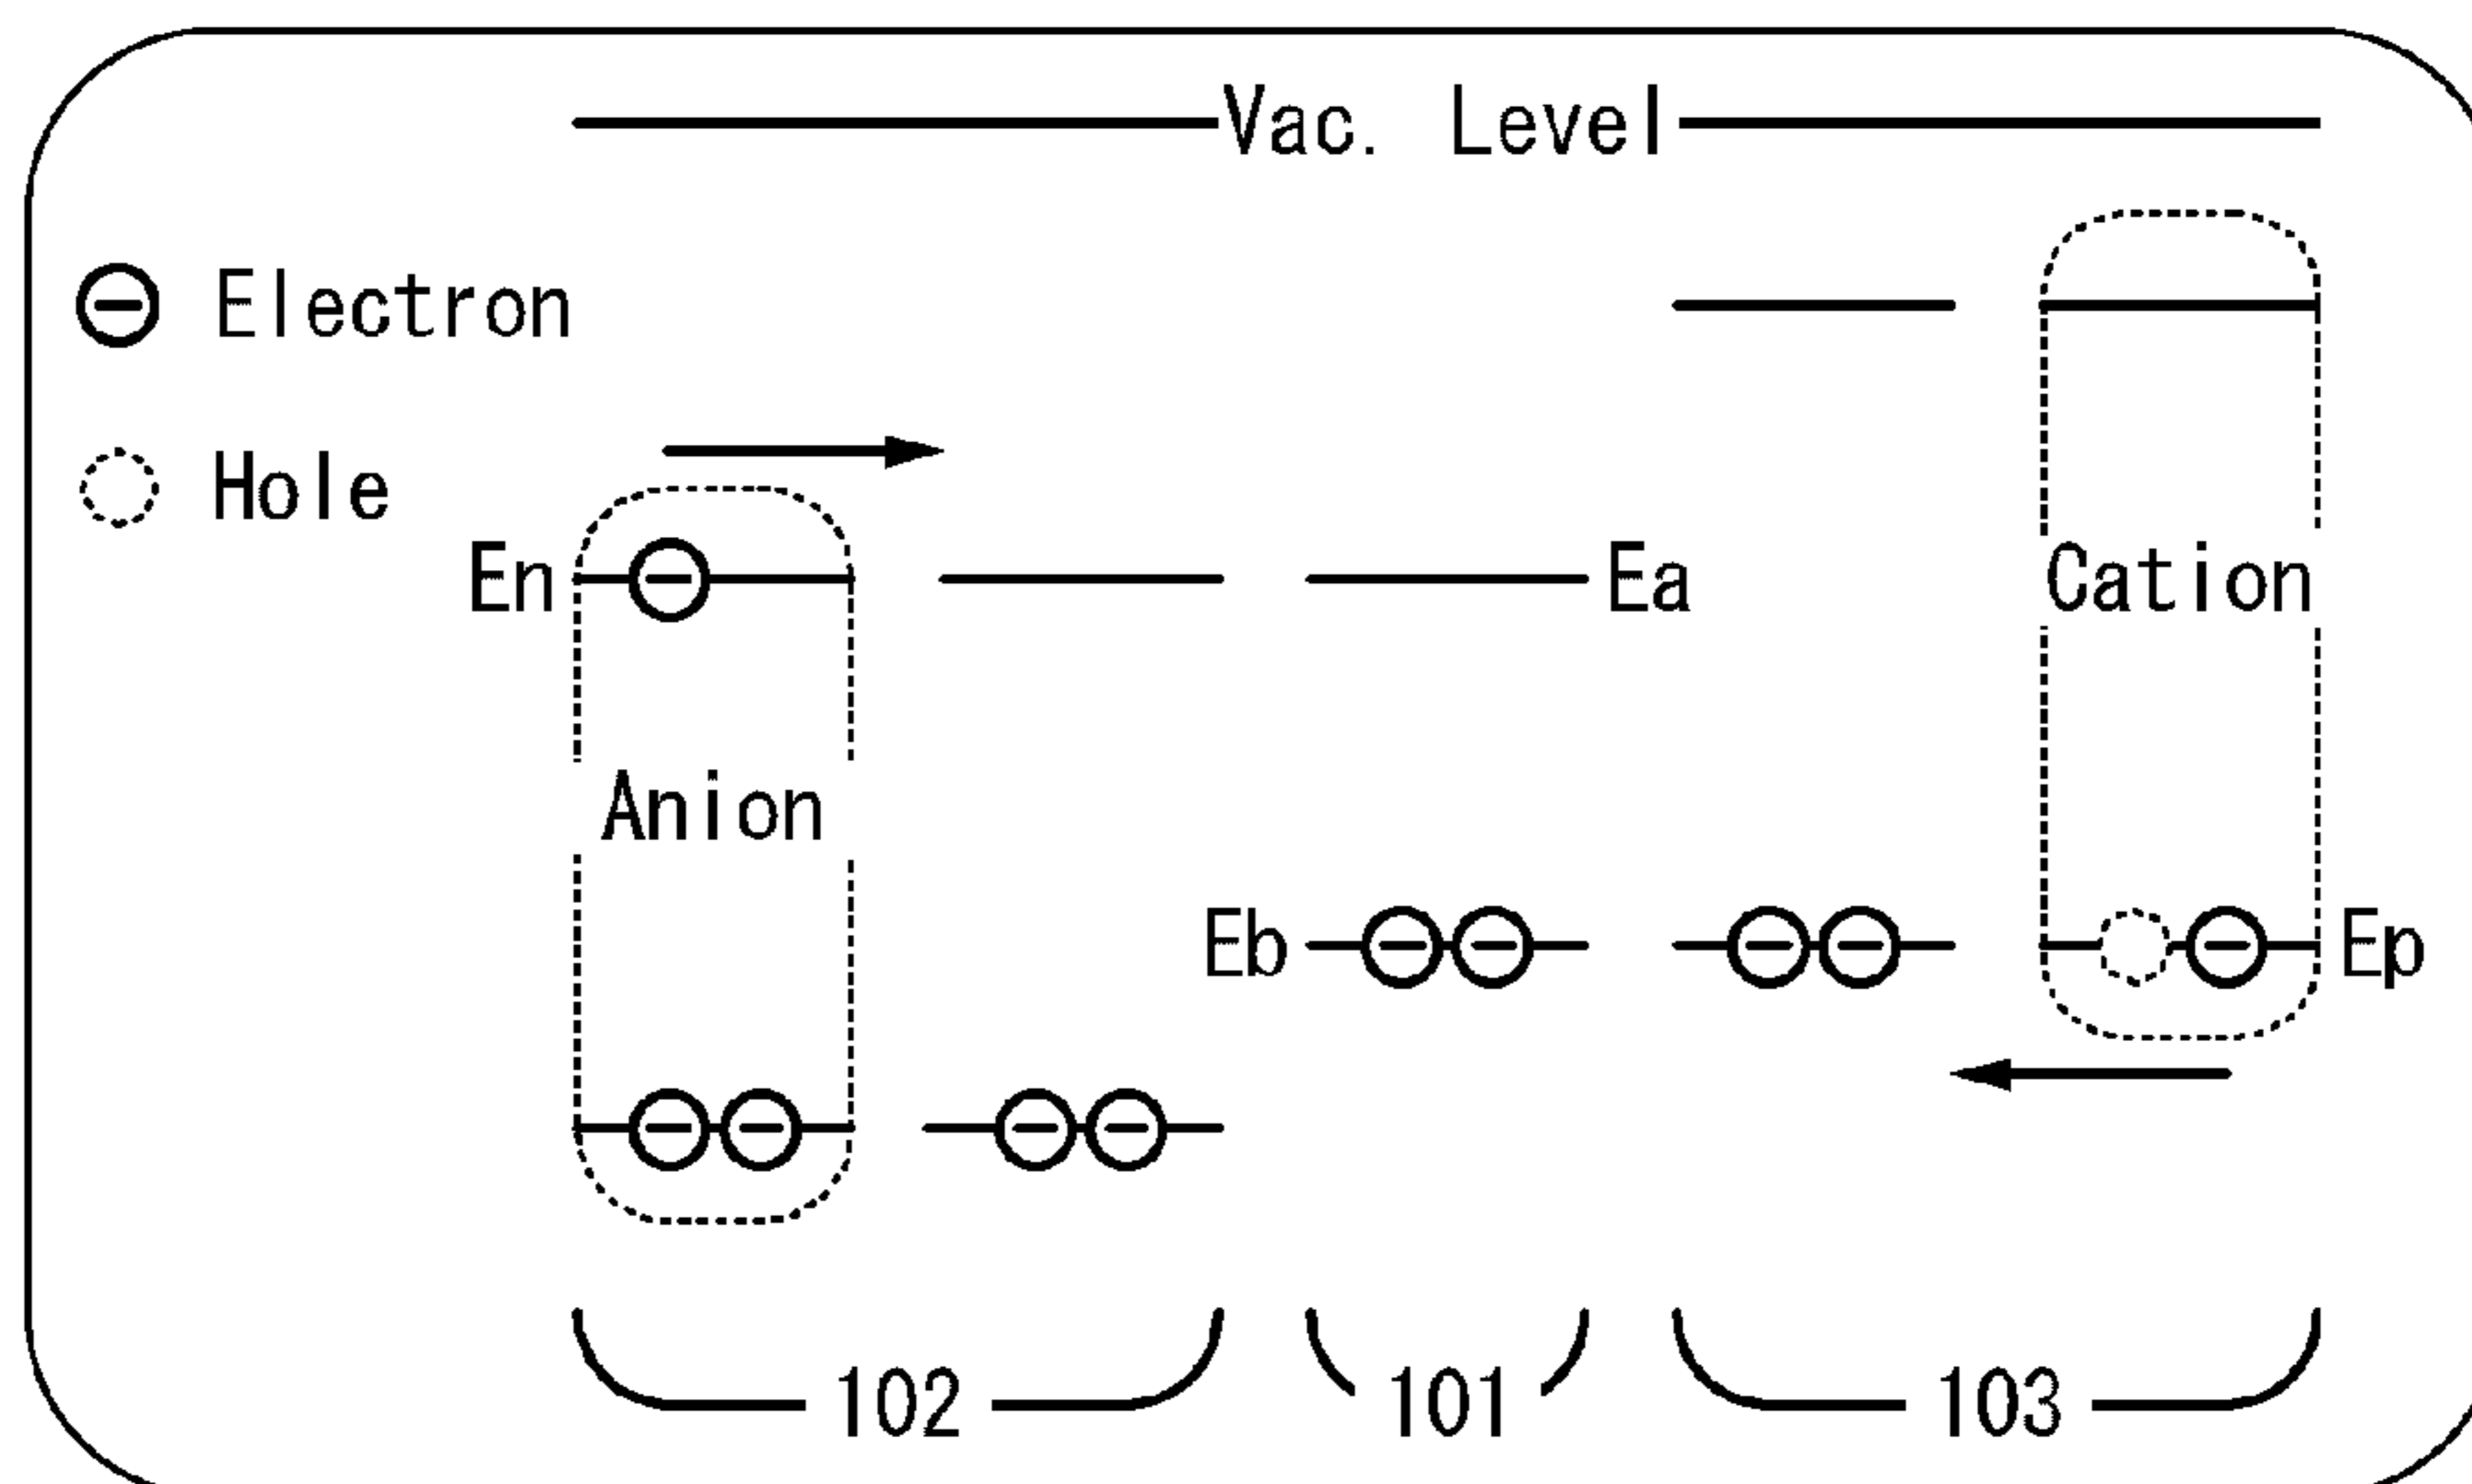 Vac. Level
Electron
Hole
En
Ea
Cation
Anion
Eb
Ep
102
101
103